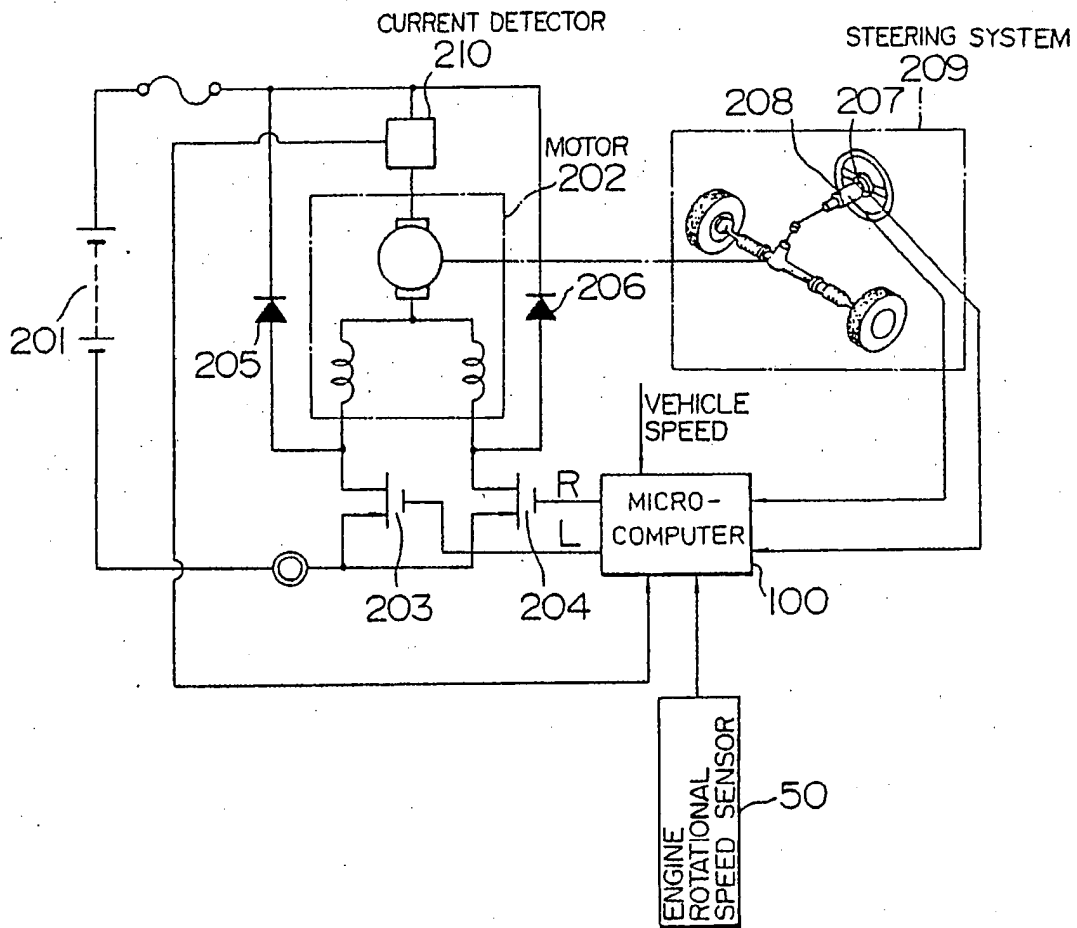 CURRENT DETECTOR
210
STEERING SYSTEM
209
208
207
MOTOR
202
201
205
206
VEHICLE
SPEED
R
L
MICRO-
COMPUTER
203
204
100
ENGINE
ROTATIONAL
SPEED SENSOR
50